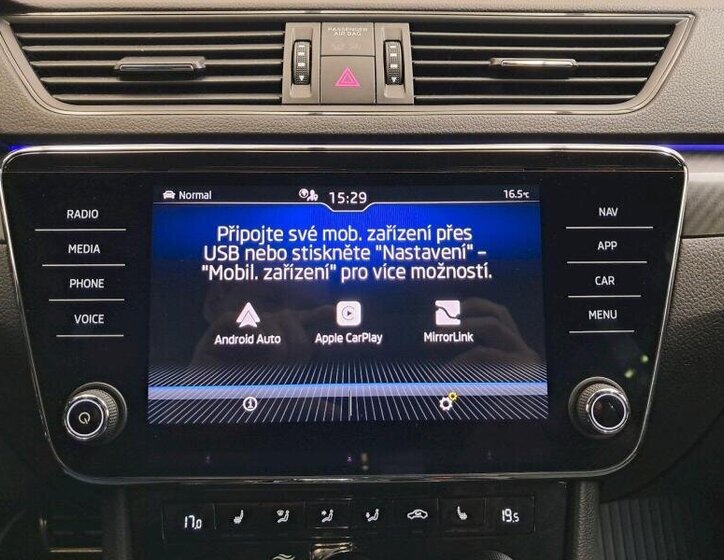 PASSENGER
AIR BAG
RADIO
MEDIA
PHONE
VOICE
Normal
15:29
16.5°C
Připojte své mob. zařízení přes
USB nebo stiskněte "Nastavení" -
"Mobil. zařízení" pro více možností.
Android Auto
Apple CarPlay
MirrorLink
NAV
APP
CAR
MENU
17.0
19.5